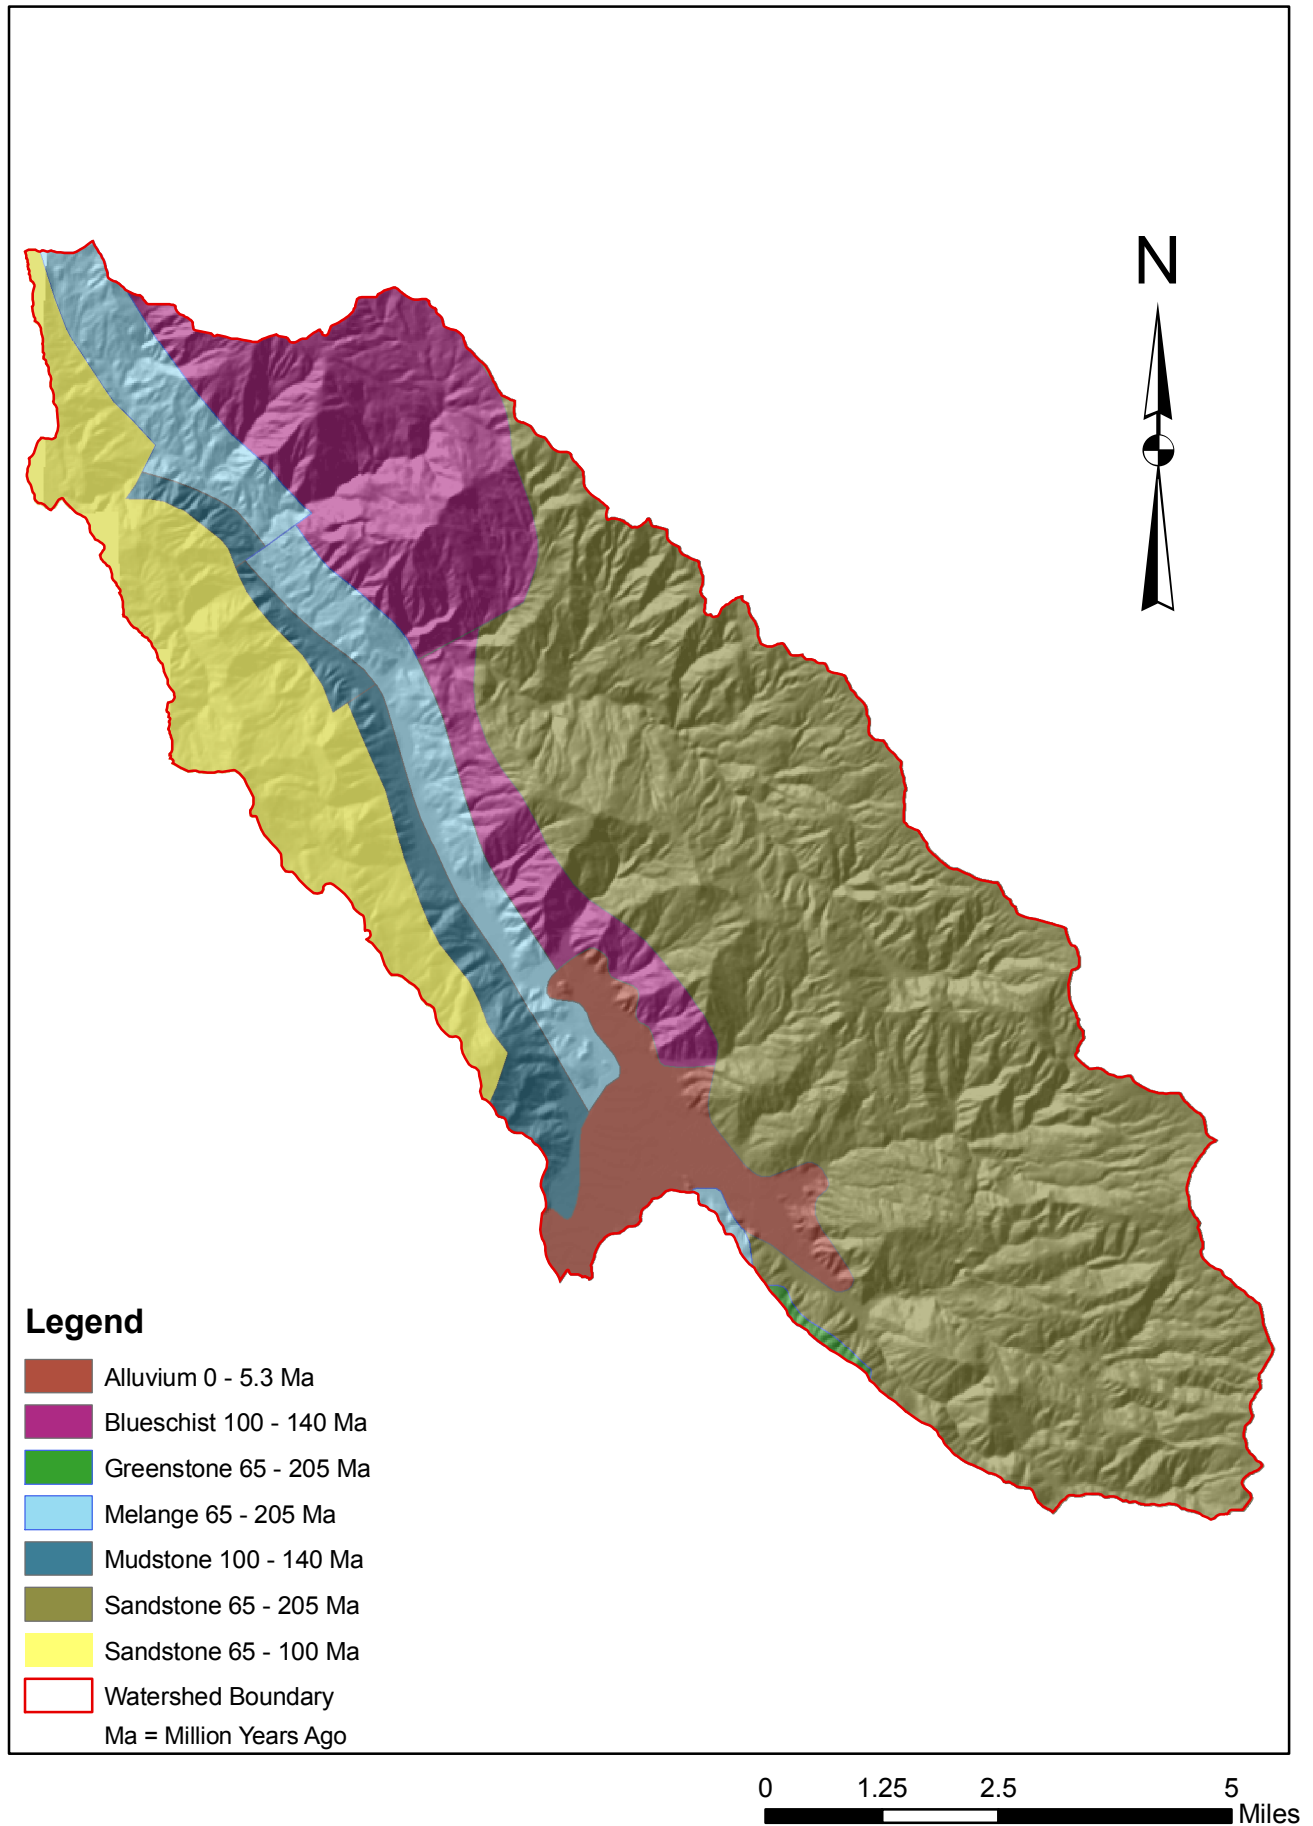 N
Legend
Alluvium 0 - 5.3 Ma
Blueschist 100 - 140 Ma
Greenstone 65 - 205 Ma
Melange 65 - 205 Ma
Mudstone 100 - 140 Ma
Sandstone 65 - 205 Ma
Sandstone 65 - 100 Ma
Watershed Boundary
Ma = Million Years Ago
0 1.25 2.5 5
Miles